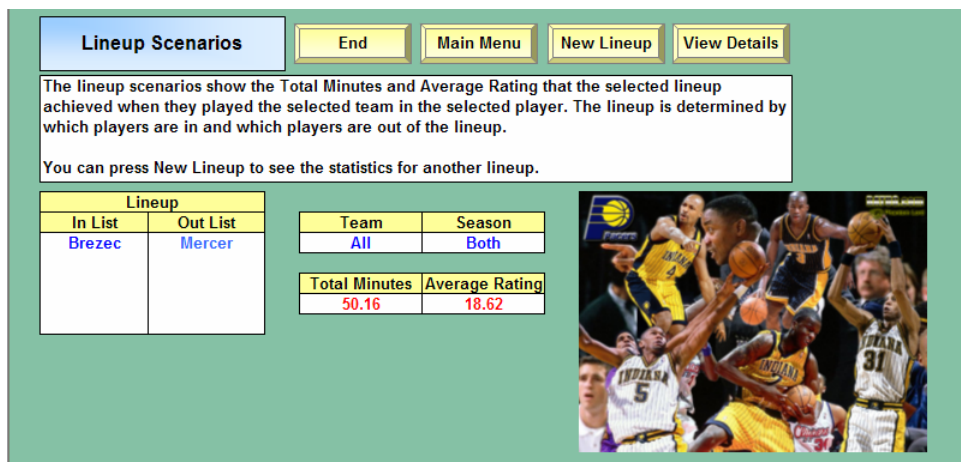 Lineup Scenarios
End
Main Menu
New Lineup
View Details
The lineup scenarios show the Total Minutes and Average Rating that the selected lineup
achieved when they played the selected team in the selected player. The lineup is determined by
which players are in and which players are out of the lineup.
You can press New Lineup to see the statistics for another lineup.
Lineup
In List Out List
Brezec Mercer
Team Season
All Both
Total Minutes Average Rating
50.16 18.62
Pacers
INDIANA
4
INDIANA
5
INDIANA
31